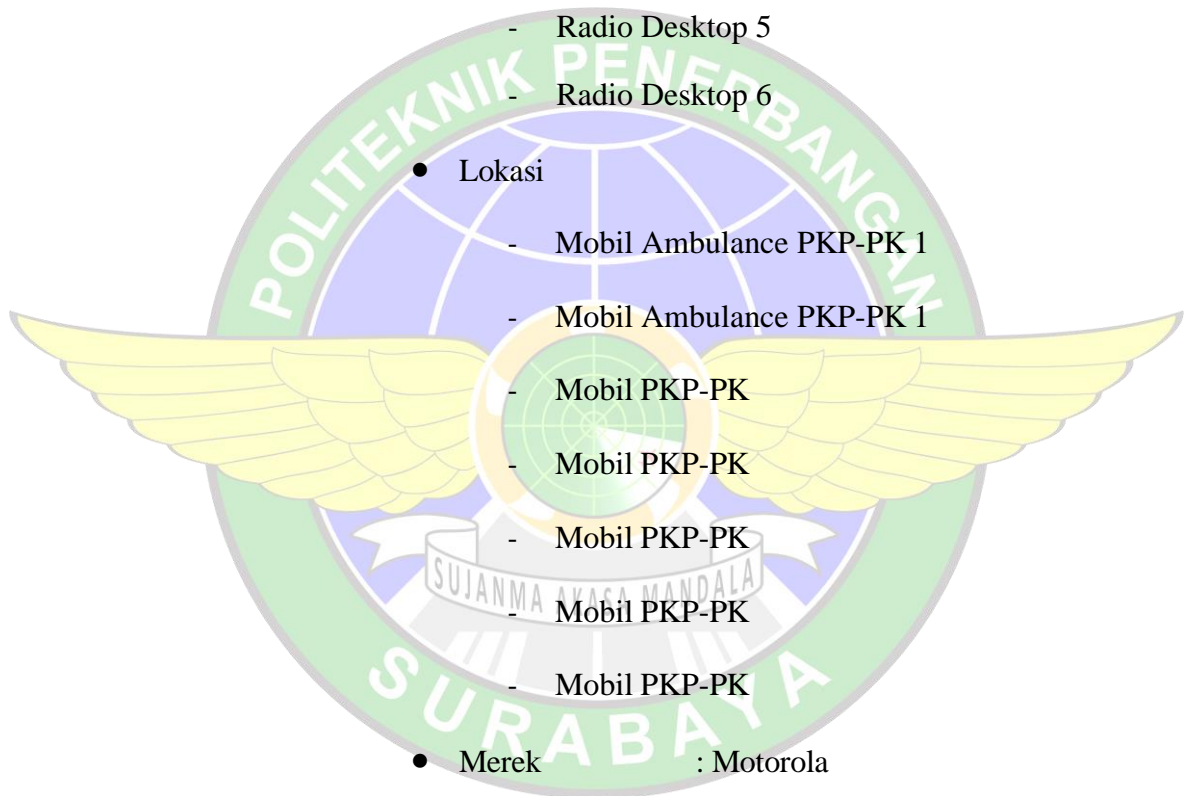 - Radio Desktop 5
- Radio Desktop 6
● Lokasi
- Mobil Ambulance PKP-PK 1
- Mobil Ambulance PKP-PK 1
- Mobil PKP-PK
- Mobil PKP-PK
- Mobil PKP-PK
- Mobil PKP-PK
- Mobil PKP-PK
● Merek : Motorola
POLITEKNIK PENERBANGAN
SUJANMA AKASA MANDALA
SURABAYA